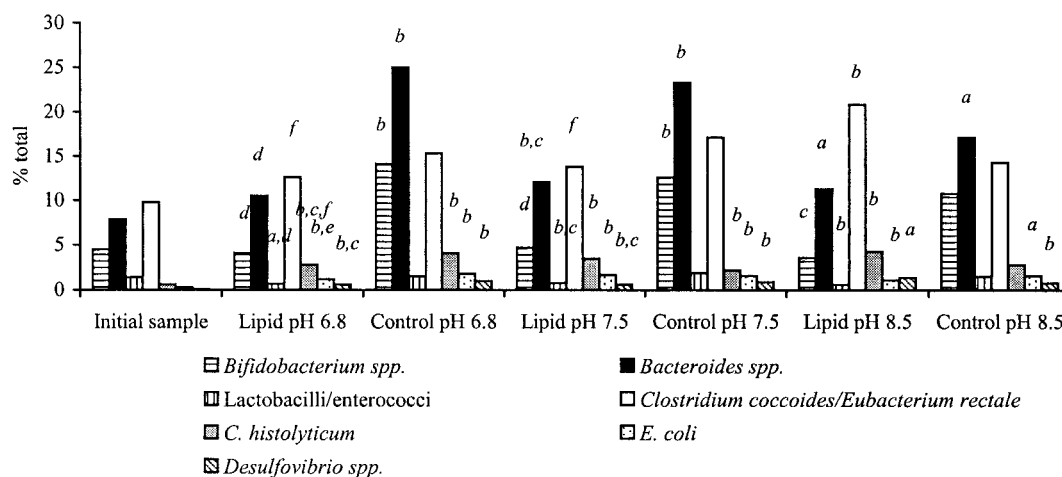 30
25
20
15
10
5
0
% total
b
b
b
b
a
f
b,c
f
a
b
d
d
b,c,f
b,e
a,d
b,c
b
b
b
d
b,c
b
b
b,c
b
b
b
c
b
b
b
a
a
b
Initial sample Lipid pH 6.8 Control pH 6.8 Lipid pH 7.5 Control pH 7.5 Lipid pH 8.5 Control pH 8.5
Bifidobacterium spp. Bacteroides spp.
Lactobacilli/enterococci Clostridium coccoides/Eubacterium rectale
C. histolyticum E. coli
Desulfovibrio spp.